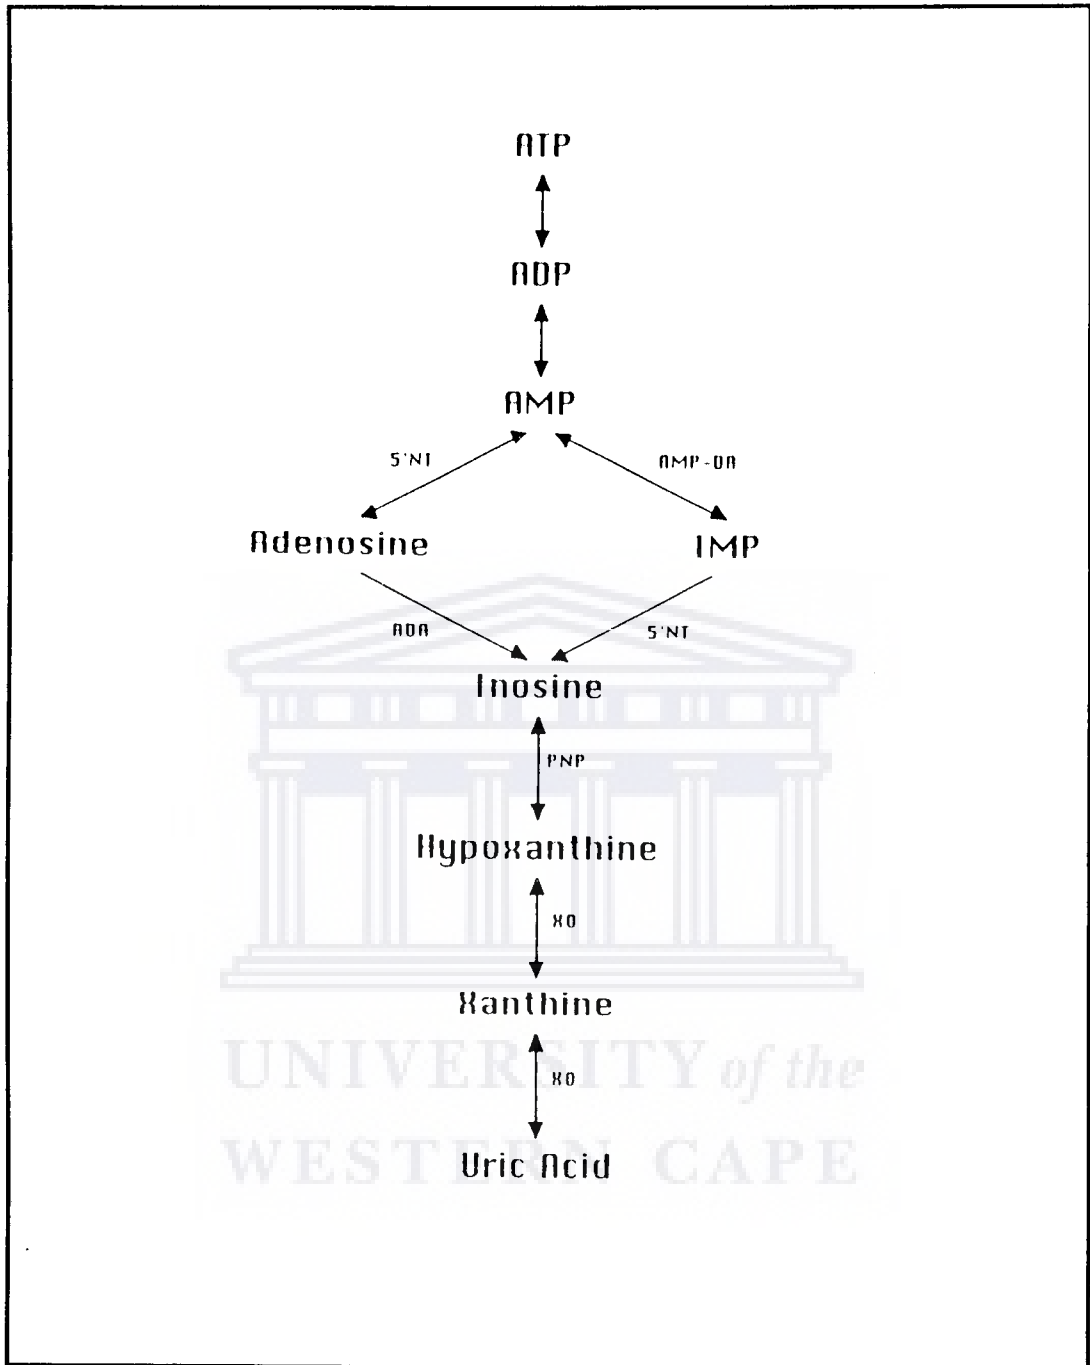 ATP
ADP
AMP
5'NT AMP-DA
Adenosine IMP
ADA 5'NT
Inosine
PNP
Hypoxanthine
XO
Xanthine
UNIVERSITY of the
XO
WESTERN CAPE
Uric Acid